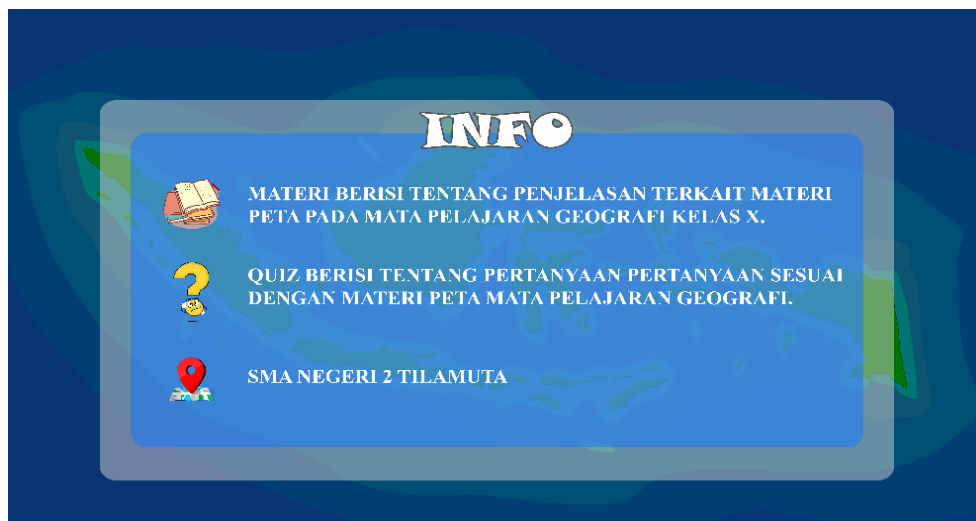 INFO
MATERI BERISI TENTANG PENJELASAN TERKAIT MATERI
PETA PADA MATA PELAJARAN GEOGRAFI KELAS X.
QUIZ BERISI TENTANG PERTANYAAN PERTANYAAN SESUAI
DENGAN MATERI PETA MATA PELAJARAN GEOGRAFI.
SMA NEGERI 2 TILAMUTA